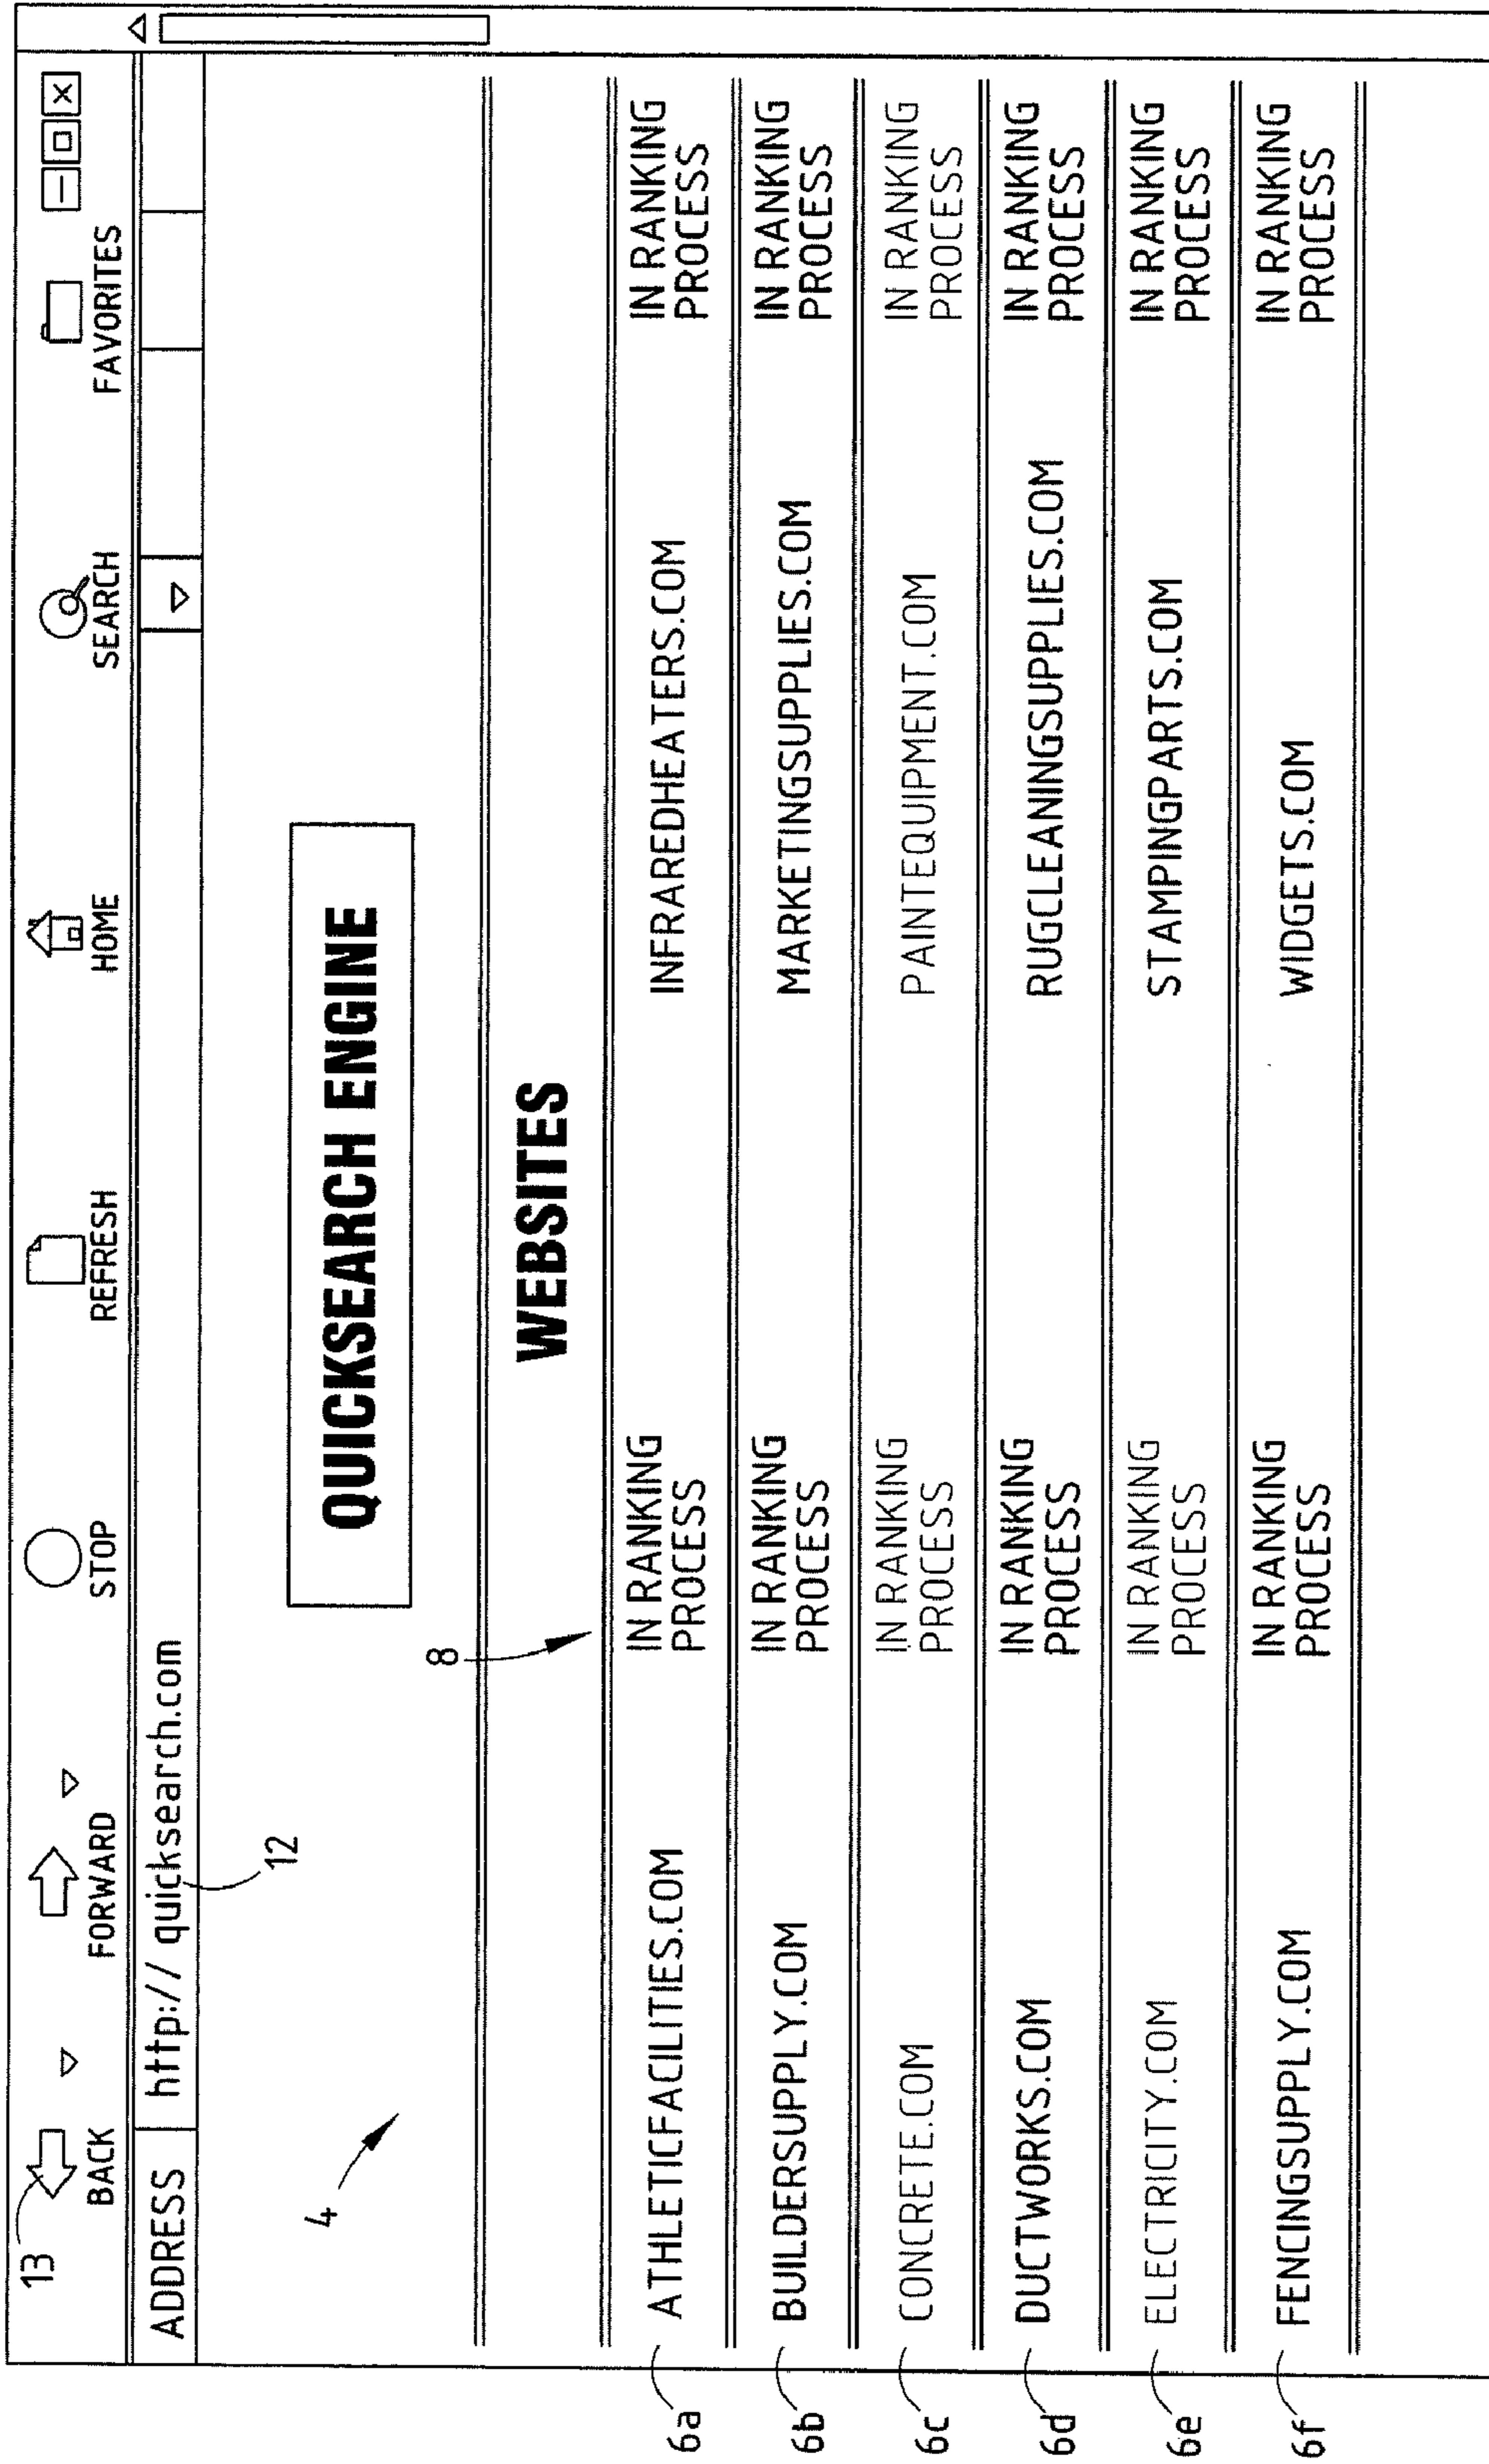 13
BACK FORWARD STOP REFRESH HOME SEARCH FAVORITES
ADDRESS http:// quicksearch.com
12
4
QUICKSEARCH ENGINE
8
WEBSITES
6a ATHLETICFACILITIES.COM IN RANKING PROCESS INFRAREDHEATERS.COM IN RANKING PROCESS
6b BUILDERSUPPLY.COM IN RANKING PROCESS MARKETINGSUPPLIES.COM IN RANKING PROCESS
6c CONCRETE.COM IN RANKING PROCESS PAINTEQUIPMENT.COM IN RANKING PROCESS
6d DUCTWORKS.COM IN RANKING PROCESS RUGCLEANINGSUPPLIES.COM IN RANKING PROCESS
6e ELECTRICITY.COM IN RANKING PROCESS STAMPINGPARTS.COM IN RANKING PROCESS
6f FENCINGSUPPLY.COM IN RANKING PROCESS WIDGETS.COM IN RANKING PROCESS